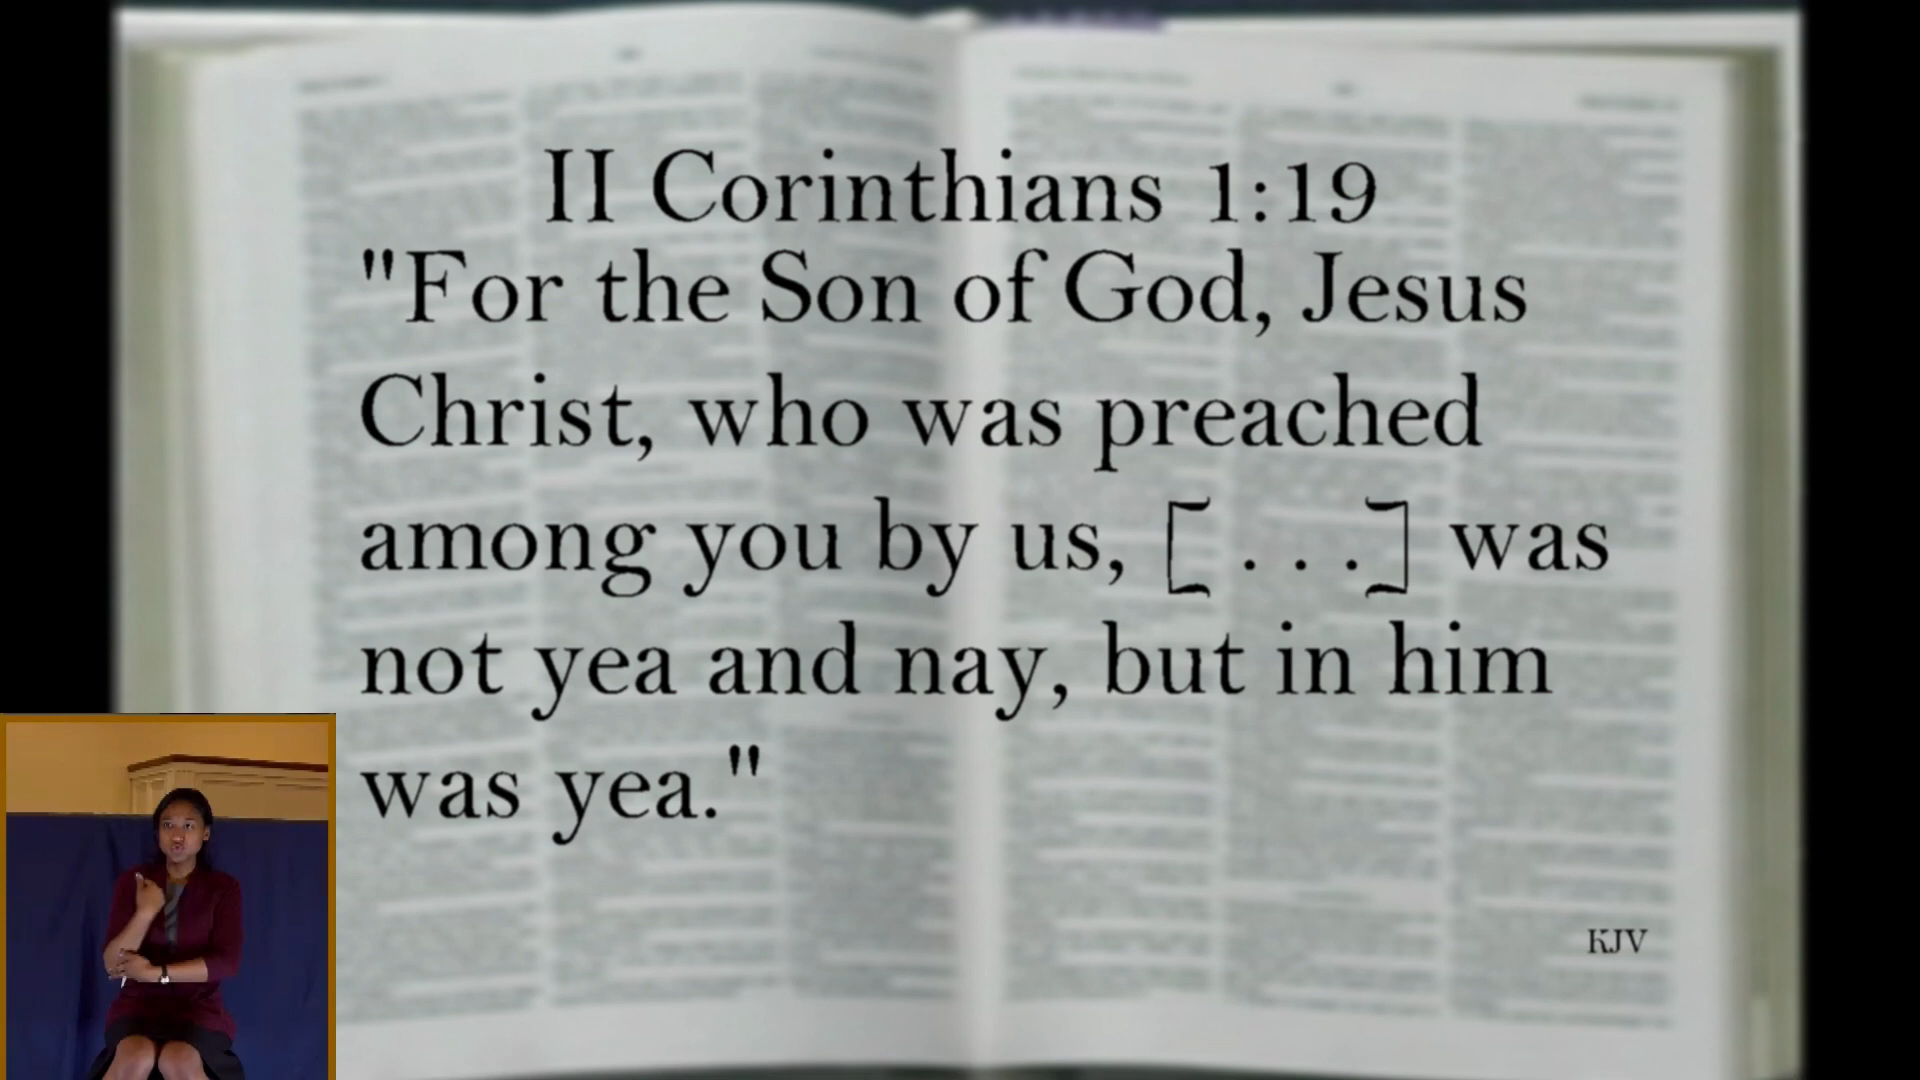 II Corinthians 1:19
"For the Son of God, Jesus
Christ, who was preached
among you by us, [ . . .] was
not yea and nay, but in him
was yea."
KJV